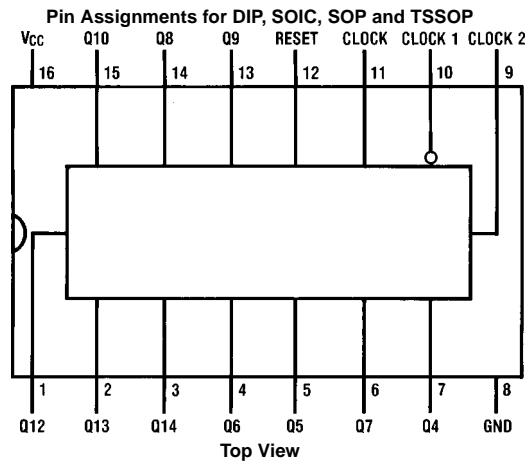 Pin Assignments for DIP, SOIC, SOP and TSSOP
VCC Q10 Q8 Q9 RESET CLOCK CLOCK 1 CLOCK 2
16 15 14 13 12 11 10 9
1 2 3 4 5 6 7 8
Q12 Q13 Q14 Q6 Q5 Q7 Q4 GND
Top View